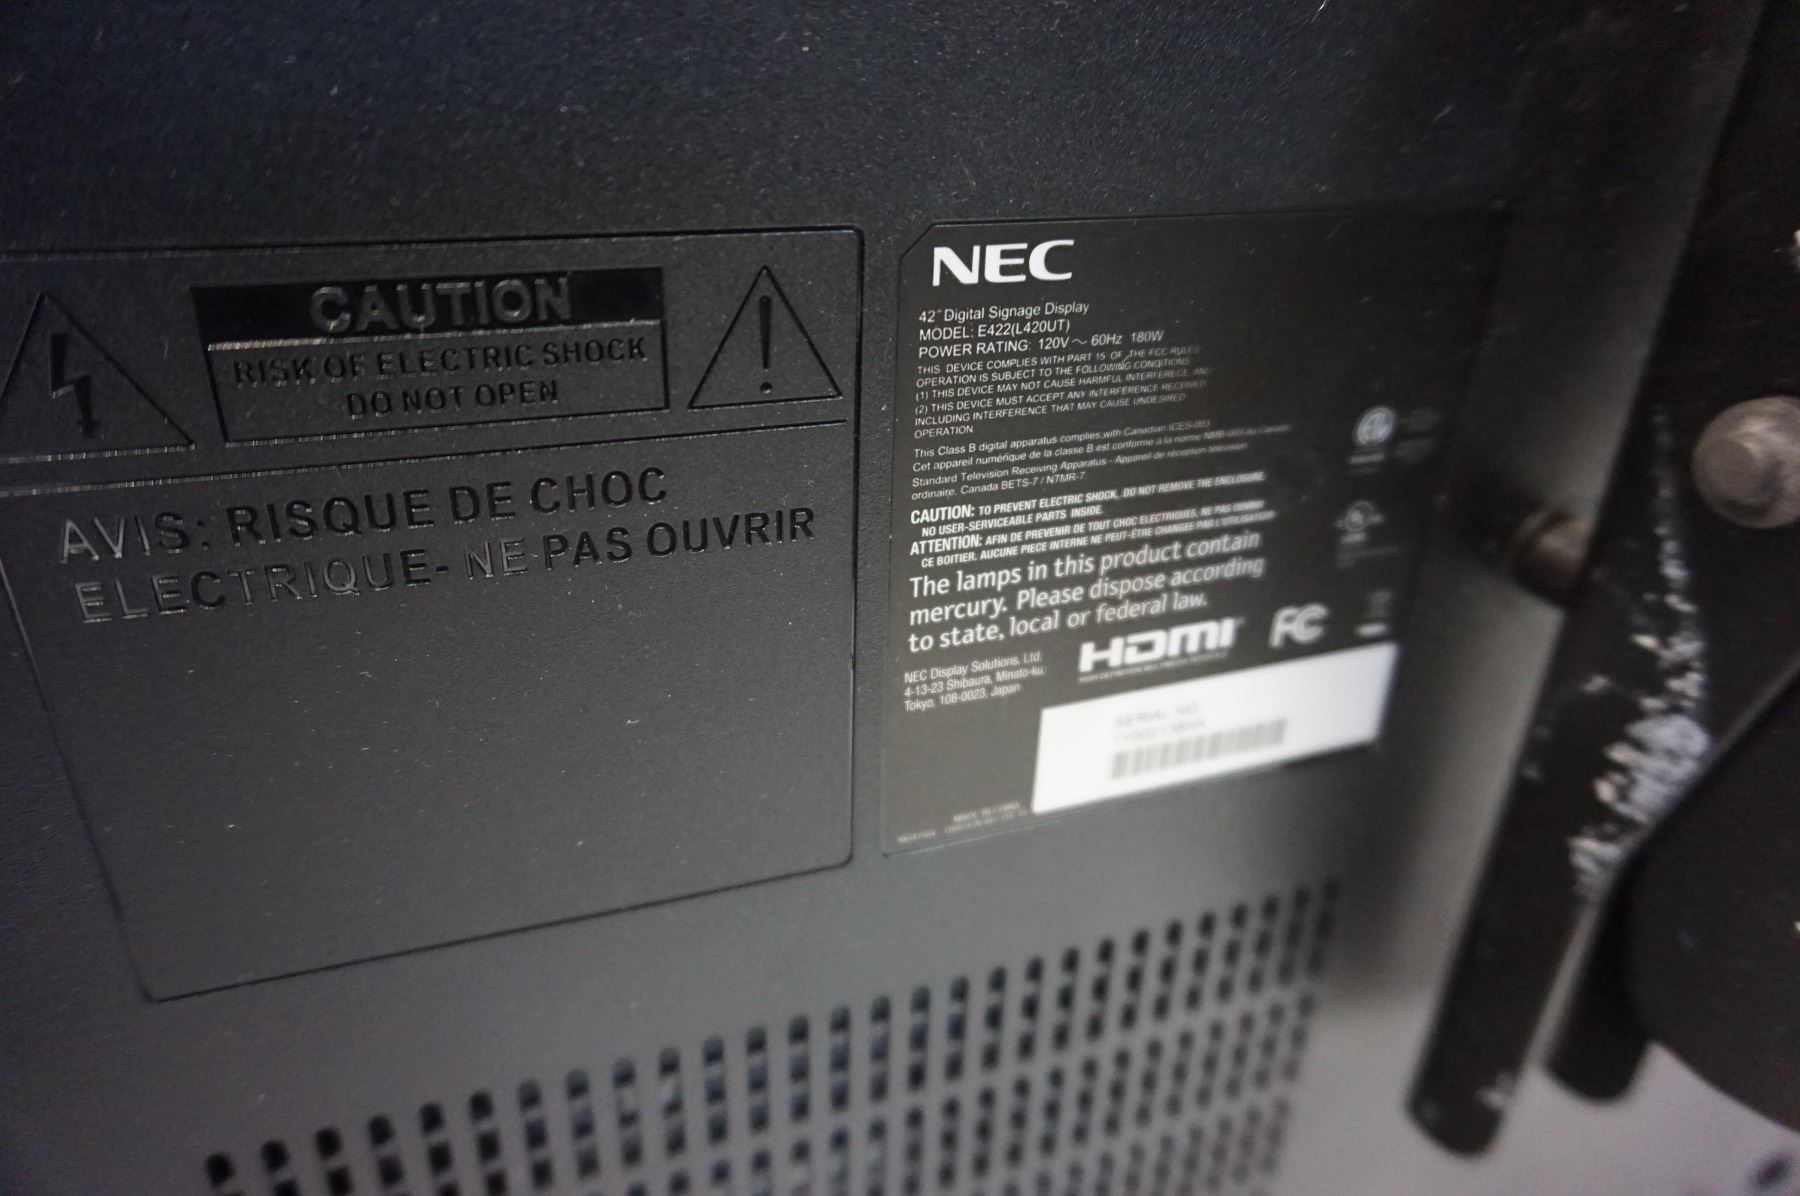 CAUTION
RISK OF ELECTRIC SHOCK
DO NOT OPEN
AVIS: RISQUE DE CHOC
ELECTRIQUE- NE PAS OUVRIR
NEC
42" Digital Signage Display
MODEL: E422(L420UT)
POWER RATING: 120V ~ 60Hz 180W
THIS DEVICE COMPLIES WITH PART 15 OF THE FCC RULES
OPERATION IS SUBJECT TO THE FOLLOWING CONDITIONS
(1) THIS DEVICE MAY NOT CAUSE HARMFUL INTERFERECE AND
(2) THIS DEVICE MUST ACCEPT ANY INTERFERENCE RECEIVED
INCLUDING INTERFERENCE THAT MAY CAUSE UNDESIRED
OPERATION
This Class B digital apparatus complies with Canadian ICES-003
Cet appareil numérique de la classe B est conforme à la norme NMB-003 du Canada
Standard Television Receiving Apparatus - Appareil de réception télévision
ordinaire, Canada BETS-7 / NTMR-7
CAUTION: TO PREVENT ELECTRIC SHOCK, DO NOT REMOVE THE ENCLOSURE.
NO USER-SERVICEABLE PARTS INSIDE.
ATTENTION: AFIN DE PREVENIR DE TOUT CHOC ELECTRIQUES, NE PAS OUVRIR
CE BOITIER. AUCUNE PIECE INTERNE NE PEUT-ÊTRE CHANGEE PAR L'UTILISATEUR
The lamps in this product contain
mercury. Please dispose according
to state, local or federal law.
HDMI
HIGH-DEFINITION MULTIMEDIA INTERFACE
FC
NEC Display Solutions, Ltd.
4-13-23 Shibaura, Minato-ku,
Tokyo, 108-0023, Japan
SERIAL NO.
MADE IN CHINA